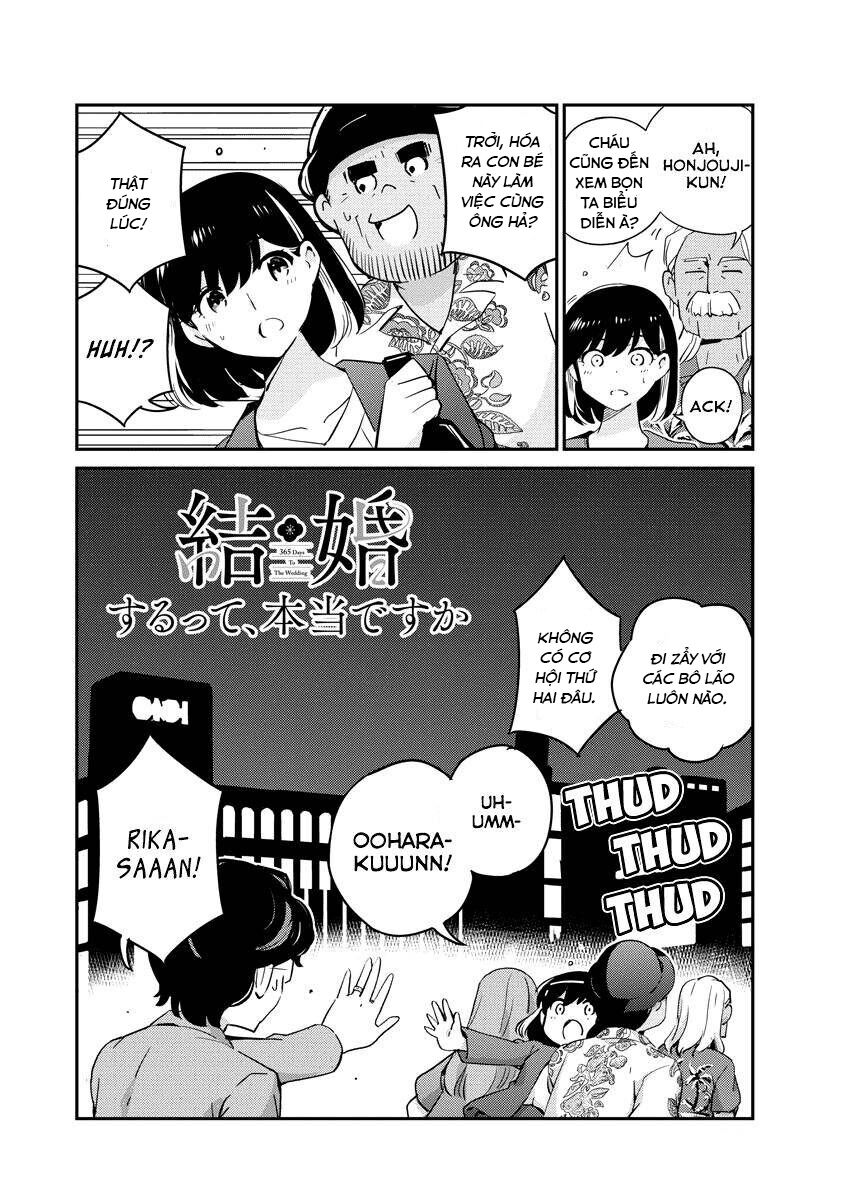 AH,
HONJOUJI-
KUN!
CHÁU
CŨNG ĐẾN
XEM BỌN
TA BIỂU
DIỄN À?
ACK!
TRỞI, HÓA
RA CON BÉ
NÀY LÀM
VIỆC CÙNG
ÔNG HẢ?
THẬT
ĐÚNG
LÚC!
HUH!?
結婚
365 Days
To
The Wedding
するって、本当ですか
ĐI ZẨY VỚI
CÁC BÔ LÃO
LUÔN NÀO.
KHÔNG
CÓ CƠ
HỘI THỨ
HAI ĐÂU.
THUD
THUD
THUD
UH-
UMM-
OOHARA-
KUUUNN!
RIKA-
SAAAN!